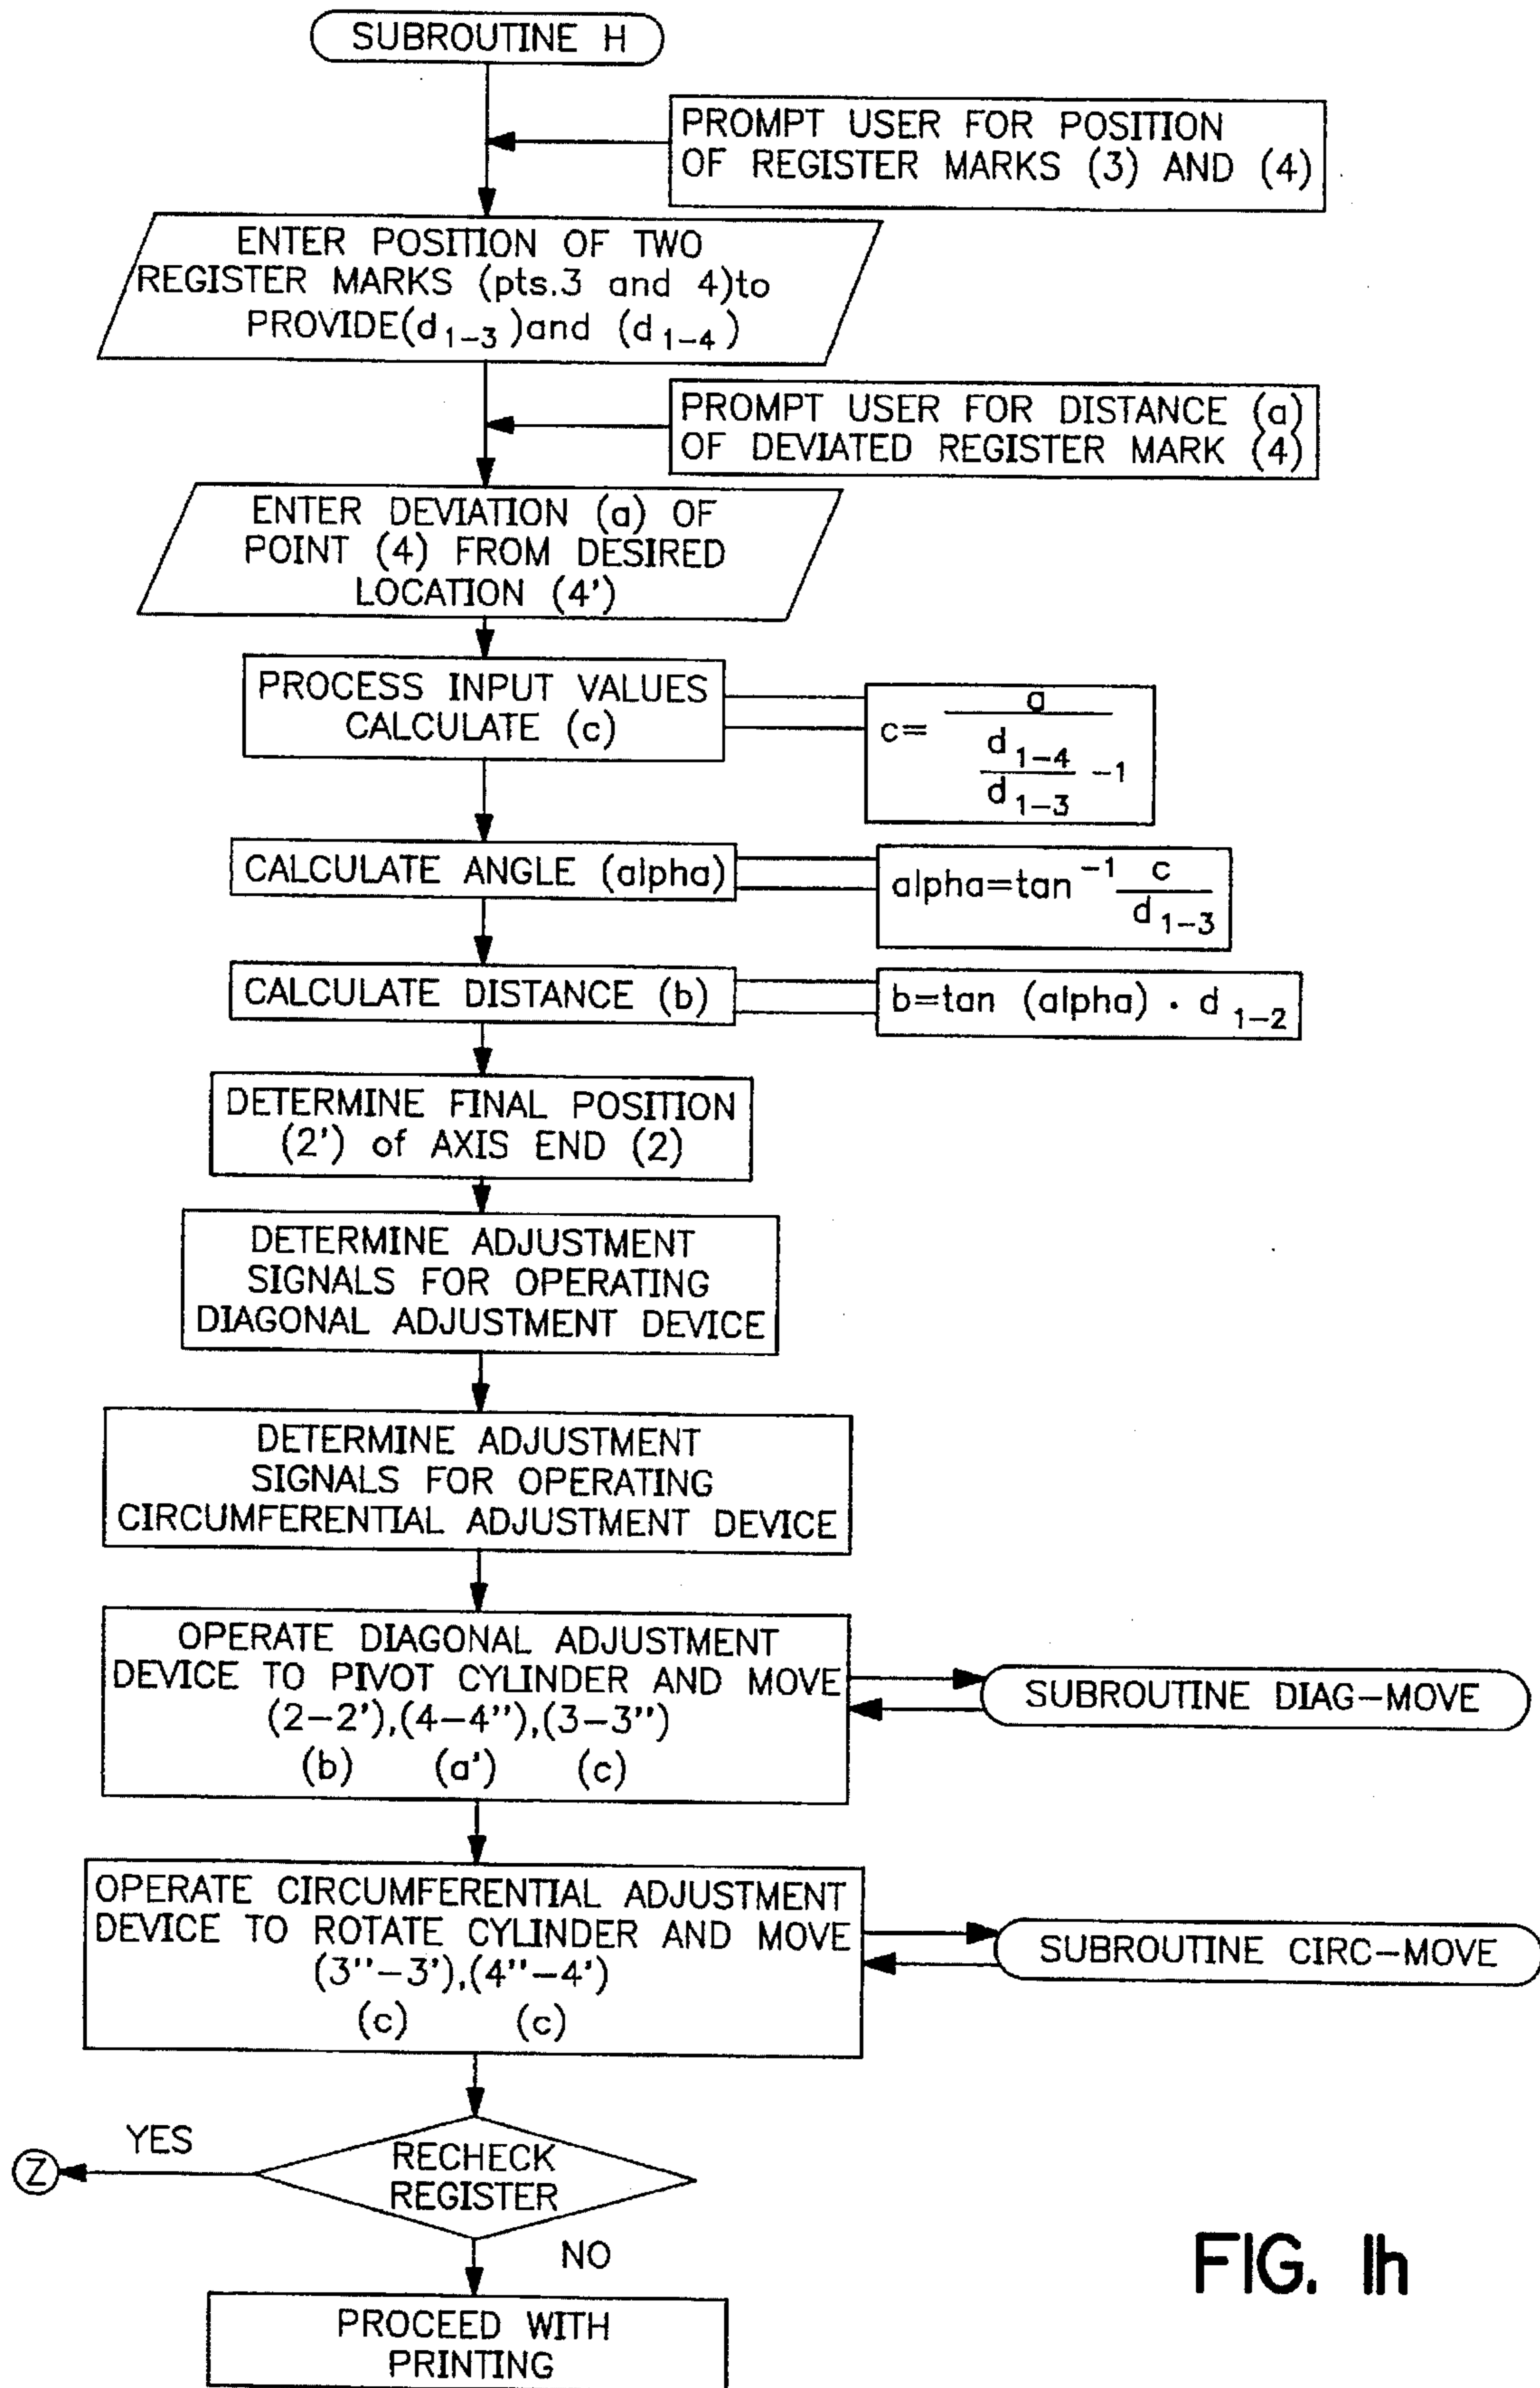 SUBROUTINE H
PROMPT USER FOR POSITION
OF REGISTER MARKS (3) AND (4)
ENTER POSITION OF TWO
REGISTER MARKS (pts.3 and 4)to
PROVIDE(d 1-3 )and (d 1-4 )
PROMPT USER FOR DISTANCE (a)
OF DEVIATED REGISTER MARK (4)
ENTER DEVIATION (a) OF
POINT (4) FROM DESIRED
LOCATION (4')
PROCESS INPUT VALUES
CALCULATE (c)
a
c=
d 1-4
-1
d 1-3
CALCULATE ANGLE (alpha)
alpha=tan -1 c
d 1-3
CALCULATE DISTANCE (b)
b=tan (alpha) · d 1-2
DETERMINE FINAL POSITION
(2') of AXIS END (2)
DETERMINE ADJUSTMENT
SIGNALS FOR OPERATING
DIAGONAL ADJUSTMENT DEVICE
DETERMINE ADJUSTMENT
SIGNALS FOR OPERATING
CIRCUMFERENTIAL ADJUSTMENT DEVICE
OPERATE DIAGONAL ADJUSTMENT
DEVICE TO PIVOT CYLINDER AND MOVE
(2-2'),(4-4''),(3-3'')
(b) (a') (c)
SUBROUTINE DIAG-MOVE
OPERATE CIRCUMFERENTIAL ADJUSTMENT
DEVICE TO ROTATE CYLINDER AND MOVE
(3''-3'),(4''-4')
(c) (c)
SUBROUTINE CIRC-MOVE
YES
Z
RECHECK
REGISTER
NO
PROCEED WITH
PRINTING
FIG. 1h